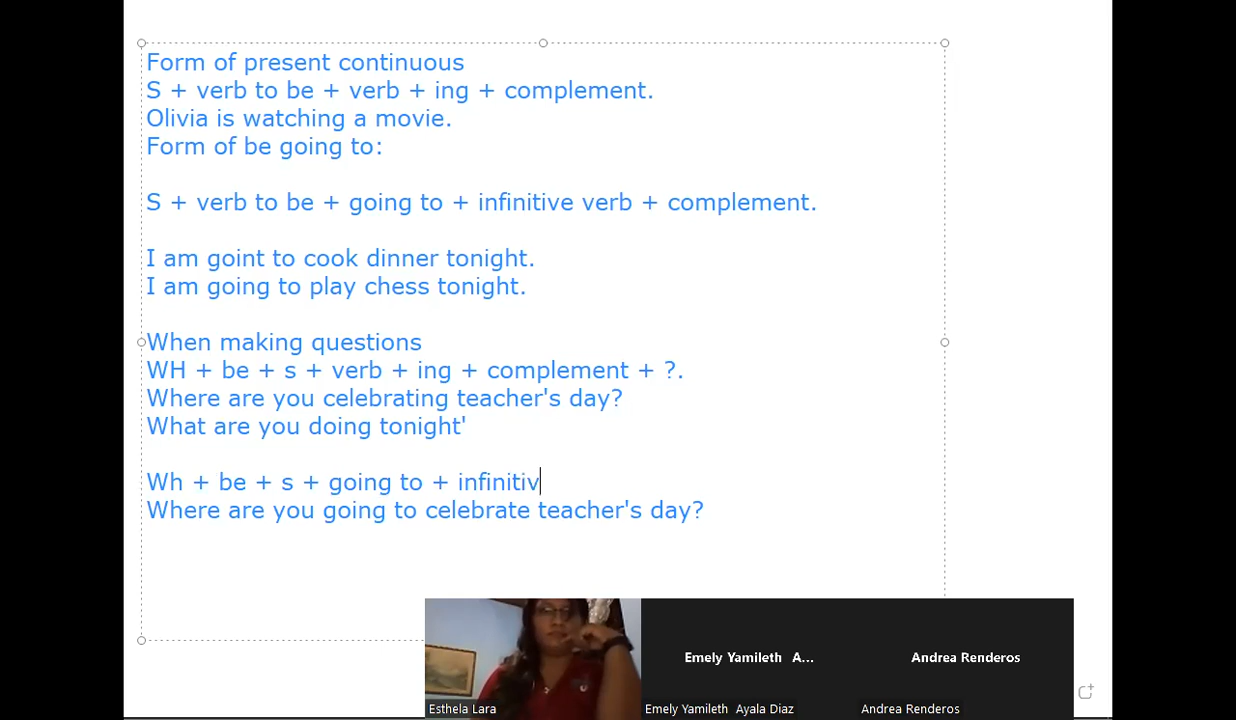 Form of present continuous
S + verb to be + verb + ing + complement.
Olivia is watching a movie.
Form of be going to:
S + verb to be + going to + infinitive verb + complement.
I am goint to cook dinner tonight.
I am going to play chess tonight.
When making questions
WH + be + s + verb + ing + complement + ?.
Where are you celebrating teacher's day?
What are you doing tonight'
Wh + be + s + going to + infinitiv
Where are you going to celebrate teacher's day?
Emely Yamileth A...
Andrea Renderos
Esthela Lara
Emely Yamileth Ayala Diaz
Andrea Renderos